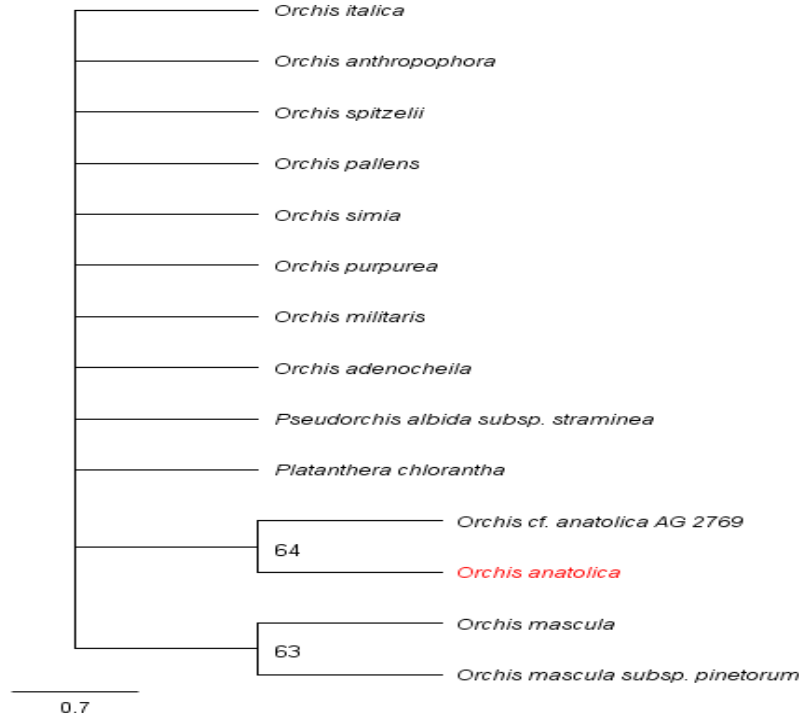 Orchis italica
Orchis anthropophora
Orchis spitzelii
Orchis pallens
Orchis simia
Orchis purpurea
Orchis militaris
Orchis adenocheila
Pseudorchis albida subsp. straminea
Platanthera chlorantha
Orchis cf. anatolica AG 2769
64
Orchis anatolica
Orchis mascula
63
Orchis mascula subsp. pinetorum
0.7